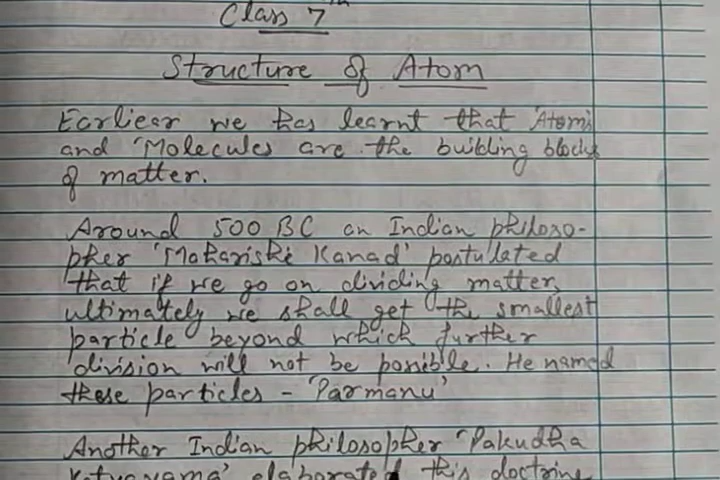 Class 7th
Structure of Atom
Earliear we has learnt that 'Atoms
and 'Molecules are the building blocks
of matter.
Around 500 BC an Indian philoso-
pher 'Maharishi Kanad' postulated
that if we go on dividing matter,
ultimately we shall get the smallest
particle beyond which further
division will not be possible. He named
these particles - 'Parmanu'
Another Indian philosopher 'Pakudha
Katyayama' elaborated this doctrine